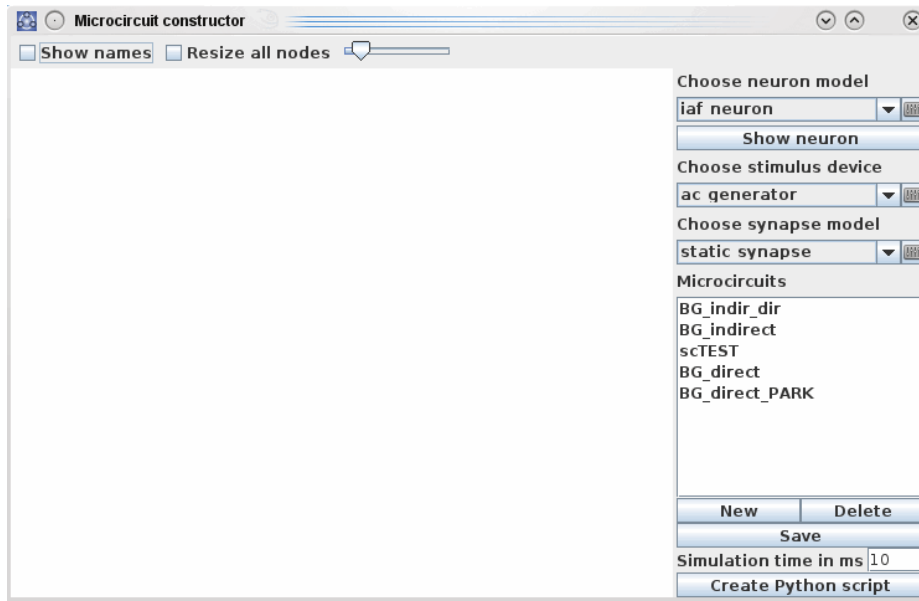 Microcircuit constructor
Show names Resize all nodes
Choose neuron model
iaf neuron
Show neuron
Choose stimulus device
ac generator
Choose synapse model
static synapse
Microcircuits
BG_indir_dir
BG_indirect
scTEST
BG_direct
BG_direct_PARK
New Delete
Save
Simulation time in ms 10
Create Python script